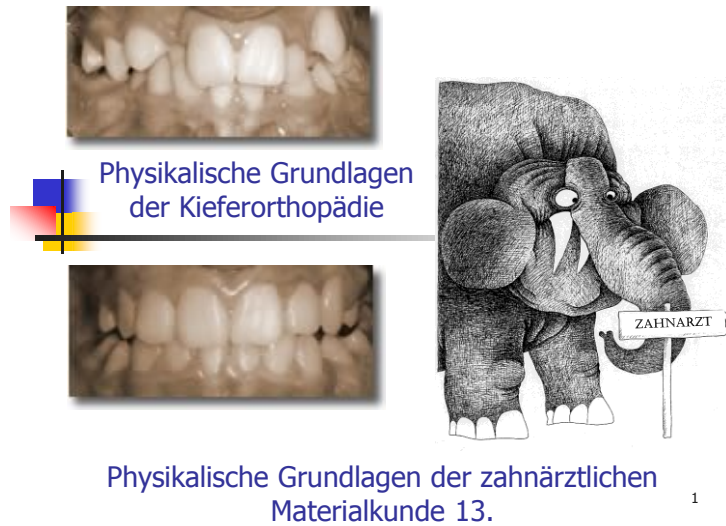 Physikalische Grundlagen
der Kieferorthopädie
ZAHNARZT
Physikalische Grundlagen der zahnärztlichen
Materialkunde 13.
1